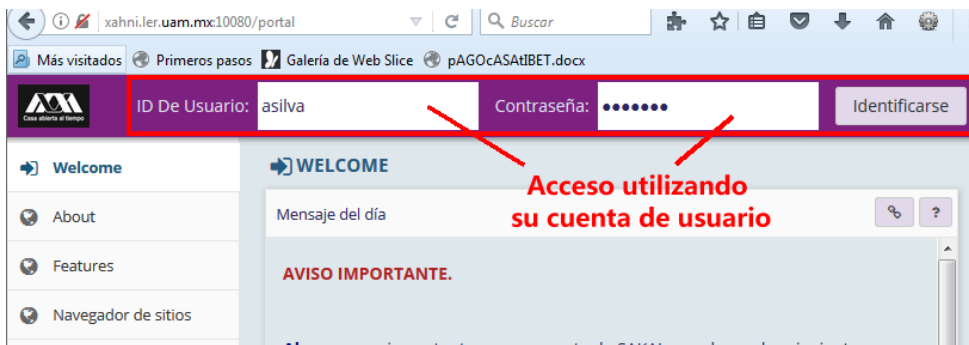 xahni.ler.uam.mx:10080/portal
Buscar
Más visitados Primeros pasos Galería de Web Slice pAGOcASAtIBET.docx
Casa abierta al tiempo
ID De Usuario: asilva Contraseña: ••••••• Identificarse
Welcome
About
Features
Navegador de sitios
WELCOME
Mensaje del día
?
Acceso utilizando
su cuenta de usuario
AVISO IMPORTANTE.